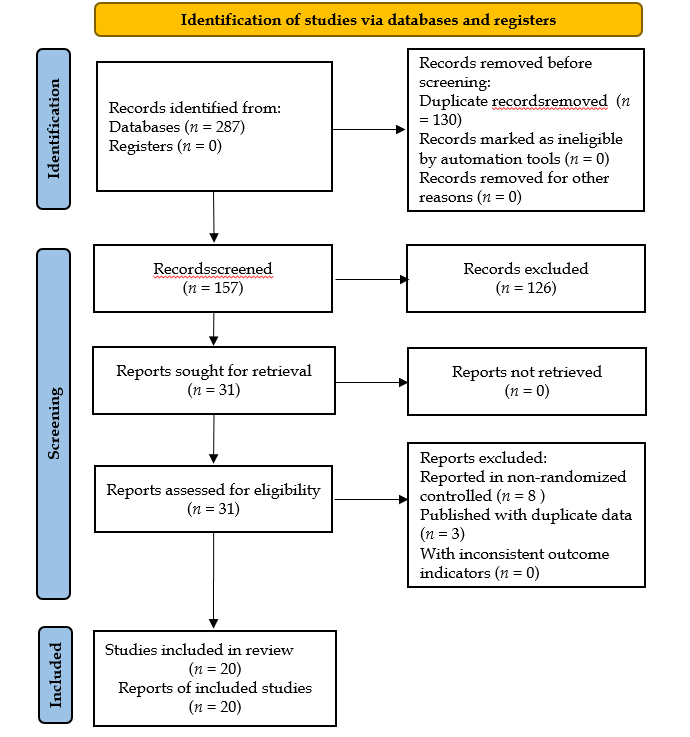 Identification of studies via databases and registers
Identification
Records identified from:
Databases (n = 287)
Registers (n = 0)
Records removed before
screening:
Duplicate recordsremoved (n
= 130)
Records marked as ineligible
by automation tools (n = 0)
Records removed for other
reasons (n = 0)
Screening
Recordsscreened
(n = 157)
Records excluded
(n = 126)
Reports sought for retrieval
(n = 31)
Reports not retrieved
(n = 0)
Reports assessed for eligibility
(n = 31)
Reports excluded:
Reported in non-randomized
controlled (n = 8 )
Published with duplicate data
(n = 3)
With inconsistent outcome
indicators (n = 0)
Included
Studies included in review
(n = 20)
Reports of included studies
(n = 20)